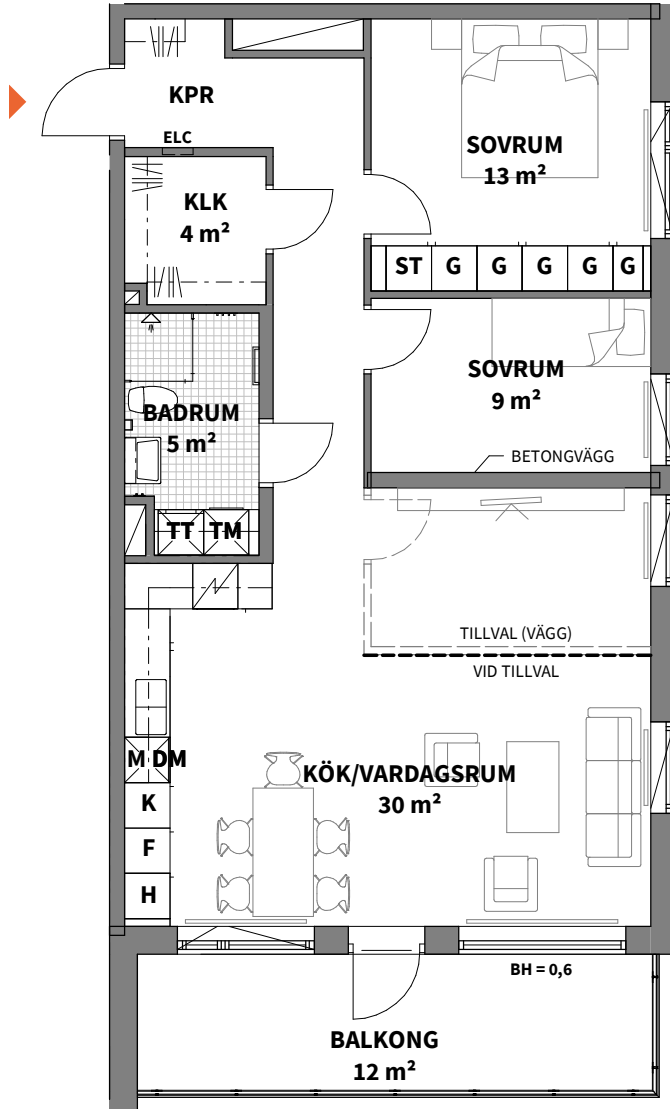 KPR
ELC
SOVRUM
13 m²
KLK
4 m²
ST G G G G G
SOVRUM
9 m²
BADRUM
5 m²
BETONGVÄGG
TT TM
TILLVAL (VÄGG)
VID TILLVAL
M DM
KÖK/VARDAGSRUM
30 m²
K
F
H
BH = 0,6
BALKONG
12 m²